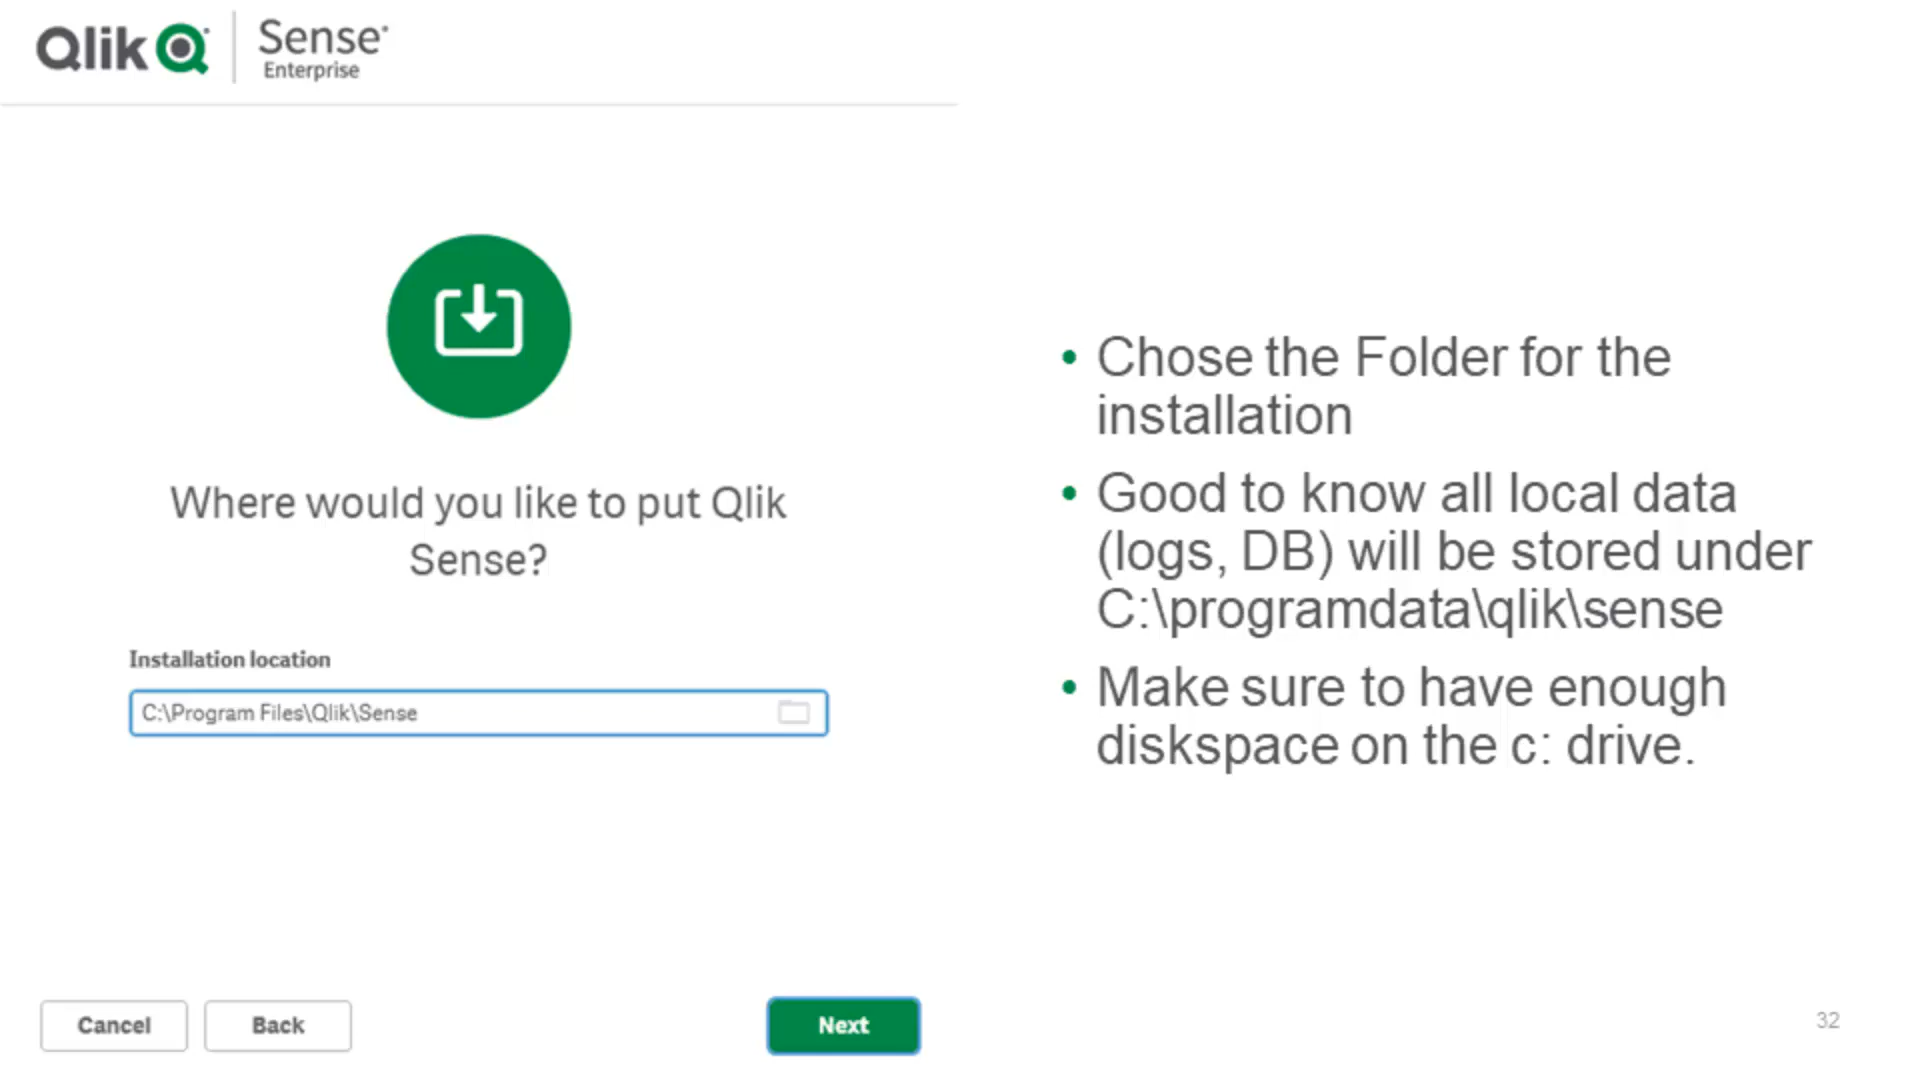 Qlik
Sense
Enterprise
Where would you like to put Qlik
Sense?
Installation location
C:\Program Files\Qlik\Sense
Cancel
Back
Next
• Chose the Folder for the
installation
• Good to know all local data
(logs, DB) will be stored under
C:\programdata\qlik\sense
• Make sure to have enough
diskspace on the c: drive.
32